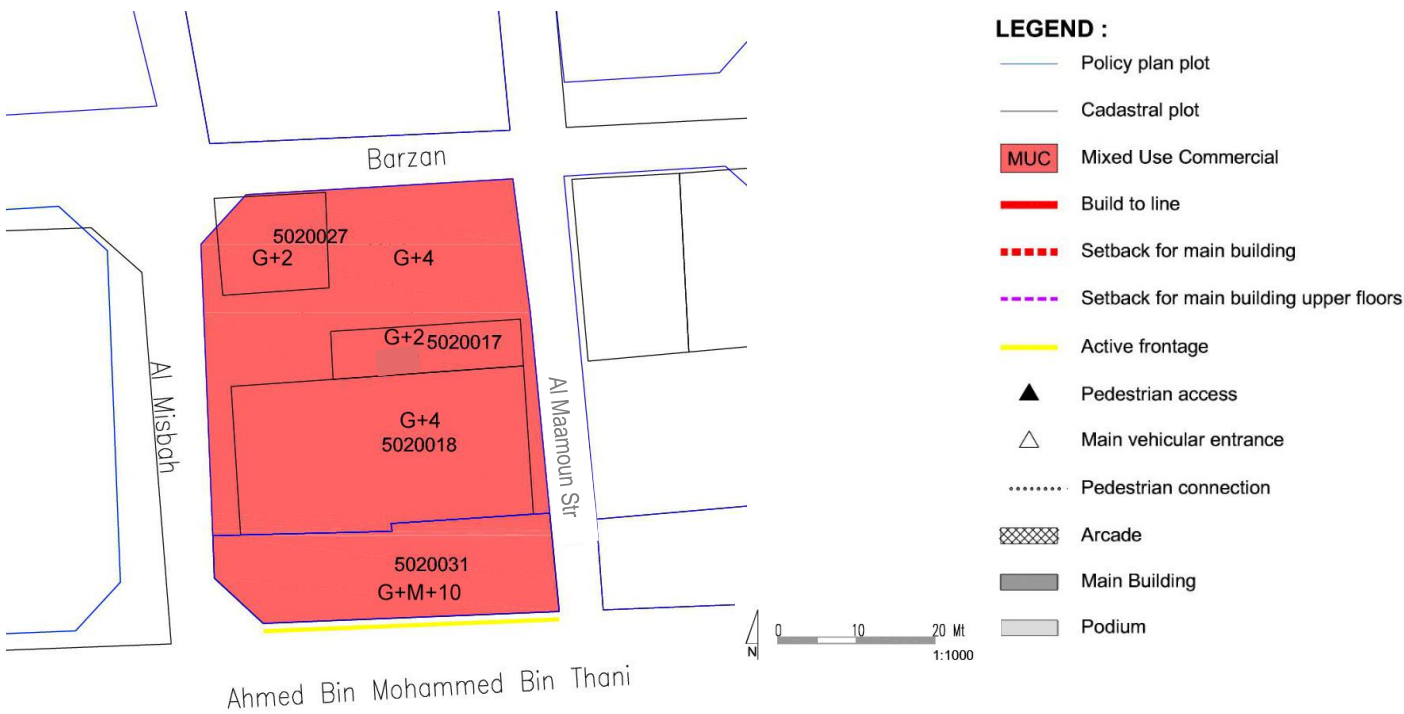 Barzan
5020027
G+2
G+4
G+2 5020017
G+4
5020018
Al Misbah
Al Maamoun Str
5020031
G+M+10
Ahmed Bin Mohammed Bin Thani
N
0 10 20 Mt
1:1000
LEGEND :
Policy plan plot
Cadastral plot
MUC Mixed Use Commercial
Build to line
Setback for main building
Setback for main building upper floors
Active frontage
Pedestrian access
Main vehicular entrance
Pedestrian connection
Arcade
Main Building
Podium